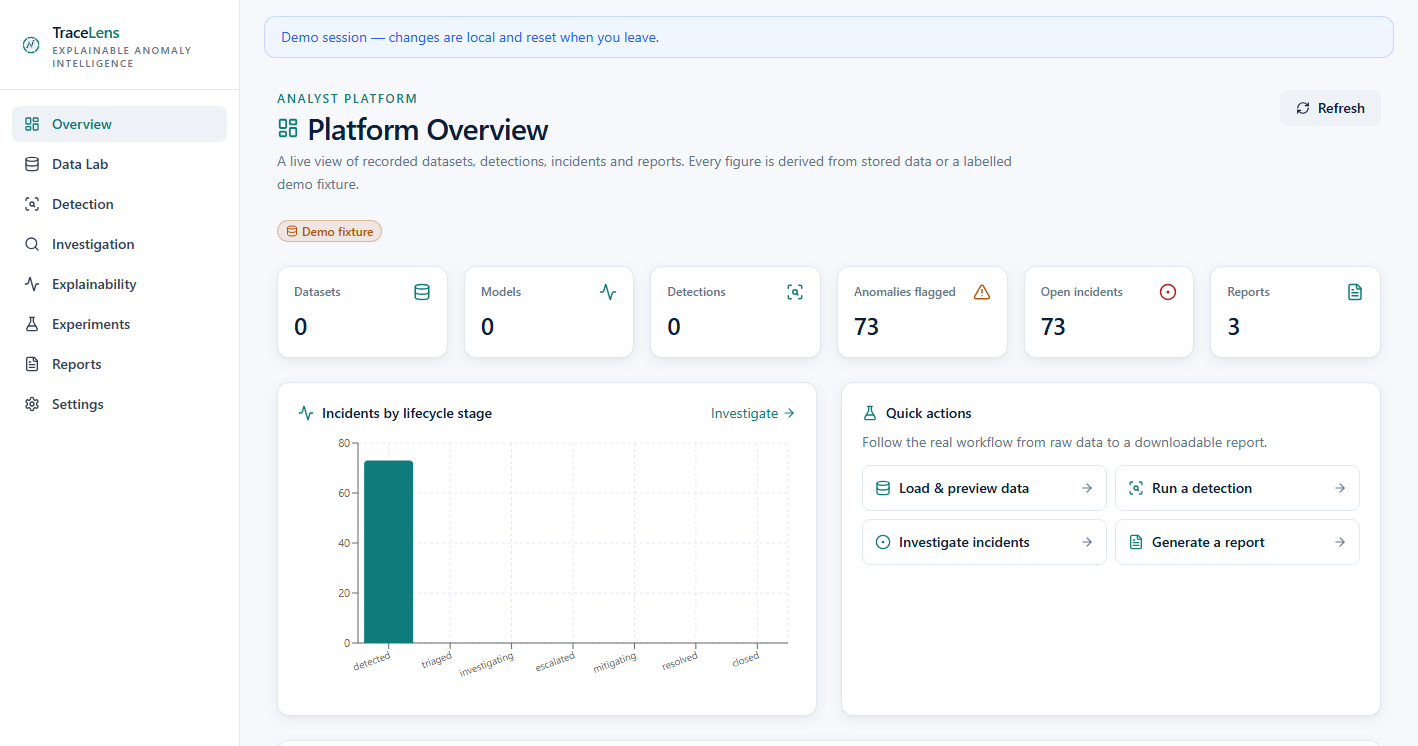 TraceLens
EXPLAINABLE ANOMALY
INTELLIGENCE
Overview
Data Lab
Detection
Investigation
Explainability
Experiments
Reports
Settings
Demo session — changes are local and reset when you leave.
ANALYST PLATFORM
Platform Overview
Refresh
A live view of recorded datasets, detections, incidents and reports. Every figure is derived from stored data or a labelled
demo fixture.
Demo fixture
Datasets
0
Models
0
Detections
0
Anomalies flagged
73
Open incidents
73
Reports
3
Incidents by lifecycle stage
Investigate
80
60
40
20
0
detected
triaged
investigating
escalated
mitigating
resolved
closed
Quick actions
Follow the real workflow from raw data to a downloadable report.
Load & preview data
Run a detection
Investigate incidents
Generate a report